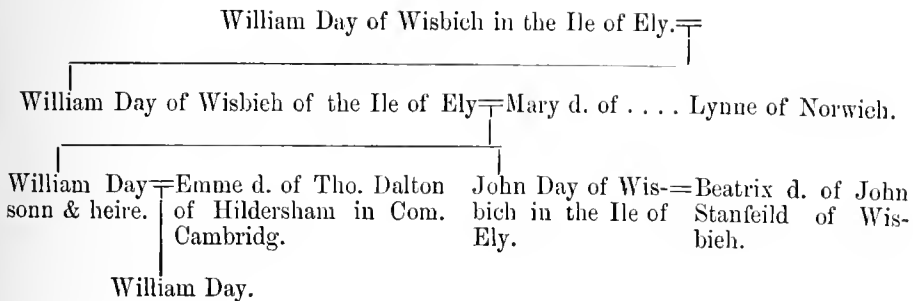 William Day of Wisbich in the Ile of Ely.=
William Day of Wisbich of the Ile of Ely=Mary d. of .... Lynne of Norwich.
William Day=Emme d. of Tho. Dalton John Day of Wis-=Beatrix d. of John
sonn & heire. of Hildersham in Com. bich in the Ile of Stanfeild of Wis-
Cambridg. Ely. bich.
William Day.